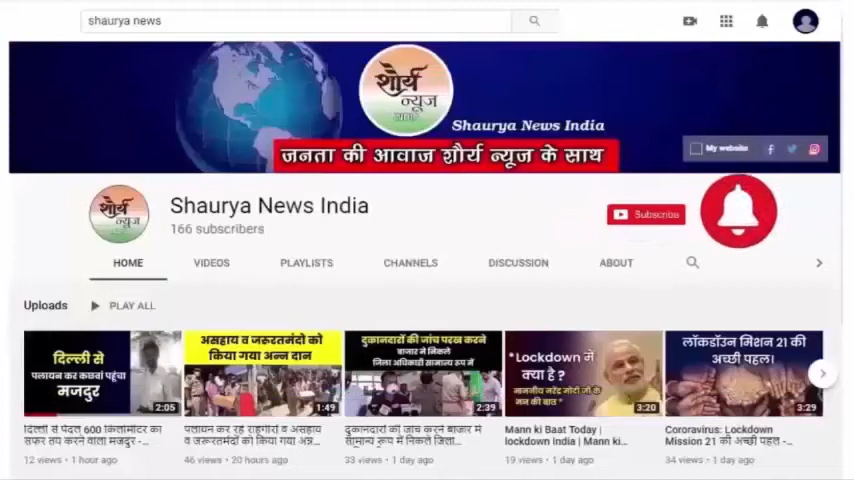 shaurya news
शौर्य
न्यूज
Shaurya News India
जनता की आवाज शौर्य न्यूज के साथ
My website
शौर्य
न्यूज
Shaurya News India
166 subscribers
Subscribe
HOME VIDEOS PLAYLISTS CHANNELS DISCUSSION ABOUT
Uploads PLAY ALL
दिल्ली से
पलायन कर कछवां पहुंचा
मजदुर
2:05
असहाय व जरूरतमंदो को
किया गया अन्न दान
1:49
दुकानदारों की जांच परख करने
बाजार मे निकले
जिला अधिकारी सामान्य रूप में
2:39
"Lockdown में
क्या है ?
माननीय नरेंद्र मोदी जी के
मन की बात"
3:20
लॉकडॉउन मिशन 21 की
अच्छी पहल।
3:29
दिल्ली से पैदल 600 किलोमीटर का
सफर तय करने वाला मजदुर -...
12 views • 1 hour ago
पलायन कर रहे राहगीरों व असहाय
व जरूरतमंदों को किया गया अन्न...
46 views • 20 hours ago
दुकानदारों की जांच करने बाजार में
सामान्य रूप में निकले जिला...
33 views • 1 day ago
Mann ki Baat Today |
lockdown India | Mann ki...
19 views • 1 day ago
Cororavirus: Lockdown
Mission 21 की अच्छी पहल -...
34 views • 1 day ago